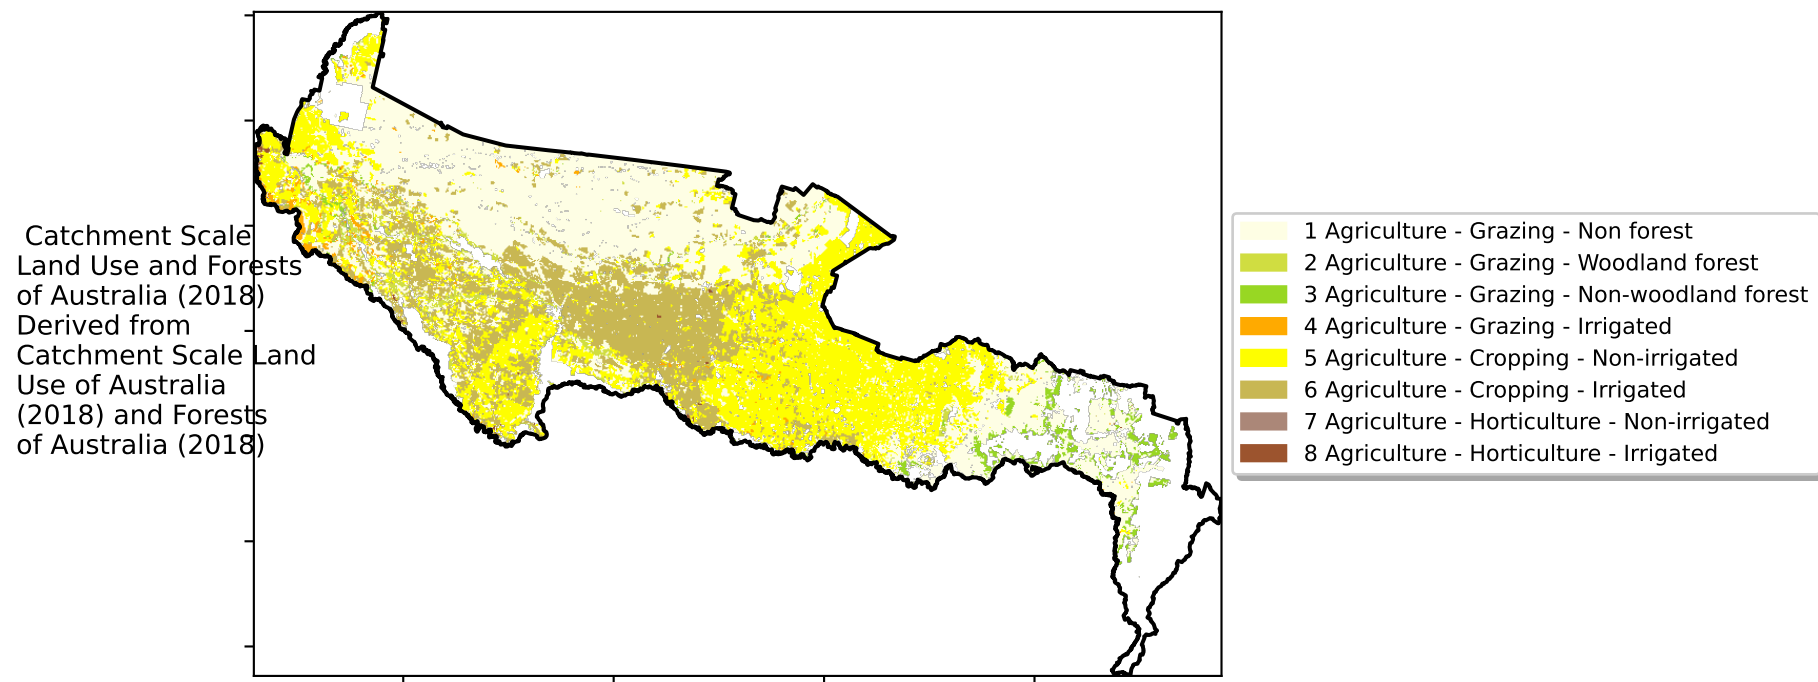 Catchment Scale
Land Use and Forests
of Australia (2018)
Derived from
Catchment Scale Land
Use of Australia
(2018) and Forests
of Australia (2018)
1 Agriculture - Grazing - Non forest
2 Agriculture - Grazing - Woodland forest
3 Agriculture - Grazing - Non-woodland forest
4 Agriculture - Grazing - Irrigated
5 Agriculture - Cropping - Non-irrigated
6 Agriculture - Cropping - Irrigated
7 Agriculture - Horticulture - Non-irrigated
8 Agriculture - Horticulture - Irrigated